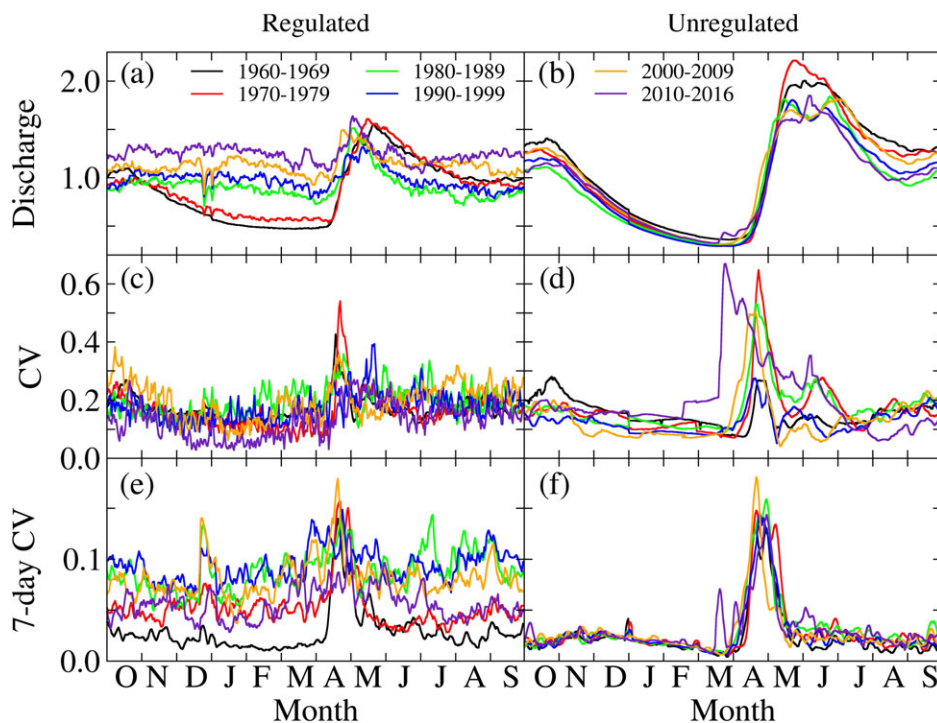 Regulated Unregulated
(a) 1960-1969 1980-1989 (b) 2000-2009
1970-1979 1990-1999 2010-2016
Discharge
2.0
1.0
(c) (d)
CV
0.6
0.4
0.2
0.0
(e) (f)
7-day CV
0.1
0.0
O N D J F M A M J J A S O N D J F M A M J J A S
Month Month